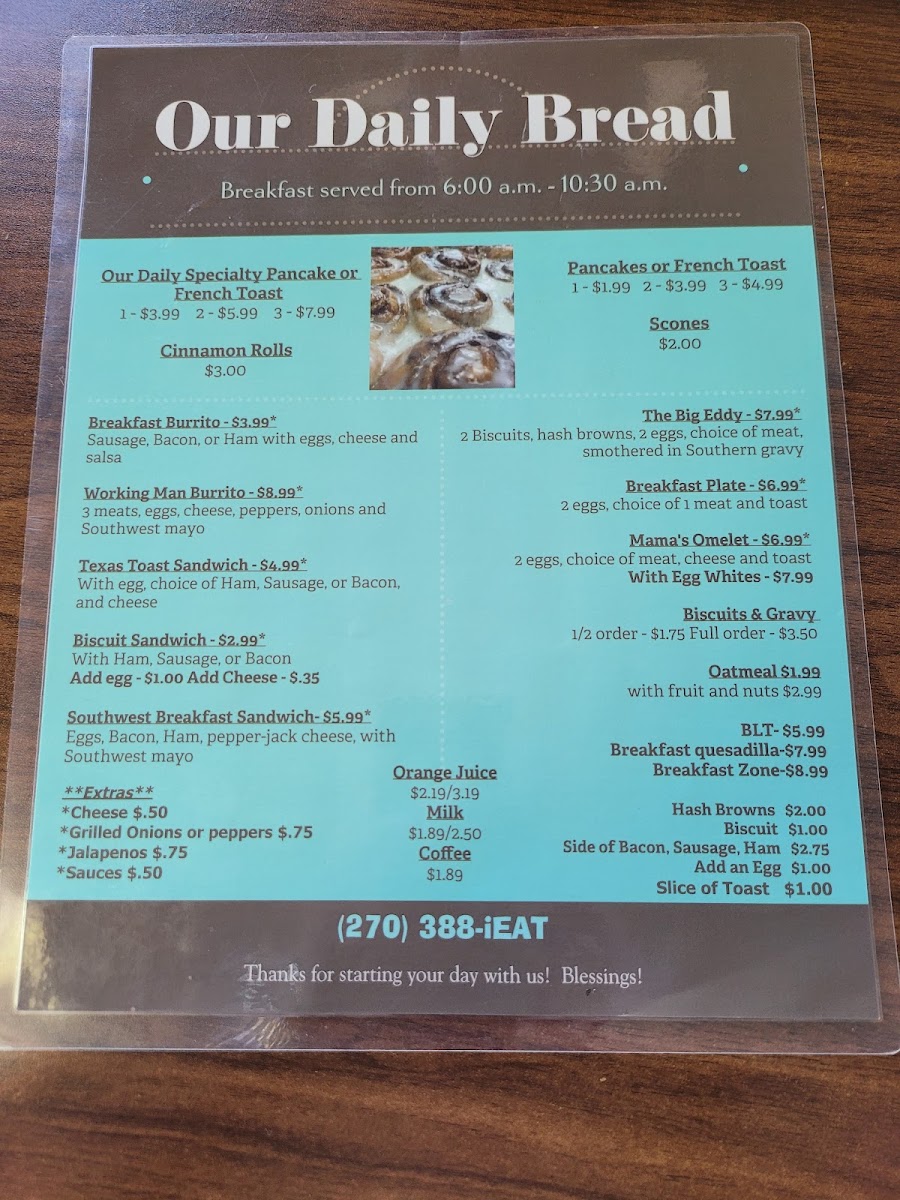 Our Daily Bread
Breakfast served from 6:00 a.m. - 10:30 a.m.
Our Daily Specialty Pancake or
French Toast
1 - $3.99 2 - $5.99 3 - $7.99
Cinnamon Rolls
$3.00
Pancakes or French Toast
1 - $1.99 2 - $3.99 3 - $4.99
Scones
$2.00
Breakfast Burrito - $3.99*
Sausage, Bacon, or Ham with eggs, cheese and
salsa
Working Man Burrito - $8.99*
3 meats, eggs, cheese, peppers, onions and
Southwest mayo
Texas Toast Sandwich - $4.99*
With egg, choice of Ham, Sausage, or Bacon,
and cheese
Biscuit Sandwich - $2.99*
With Ham, Sausage, or Bacon
Add egg - $1.00 Add Cheese - $.35
Southwest Breakfast Sandwich- $5.99*
Eggs, Bacon, Ham, pepper-jack cheese, with
Southwest mayo
**Extras**
*Cheese $.50
*Grilled Onions or peppers $.75
*Jalapenos $.75
*Sauces $.50
Orange Juice
$2.19/3.19
Milk
$1.89/2.50
Coffee
$1.89
The Big Eddy - $7.99*
2 Biscuits, hash browns, 2 eggs, choice of meat,
smothered in Southern gravy
Breakfast Plate - $6.99*
2 eggs, choice of 1 meat and toast
Mama's Omelet - $6.99*
2 eggs, choice of meat, cheese and toast
With Egg Whites - $7.99
Biscuits & Gravy
1/2 order - $1.75 Full order - $3.50
Oatmeal $1.99
with fruit and nuts $2.99
BLT- $5.99
Breakfast quesadilla-$7.99
Breakfast Zone-$8.99
Hash Browns $2.00
Biscuit $1.00
Side of Bacon, Sausage, Ham $2.75
Add an Egg $1.00
Slice of Toast $1.00
(270) 388-iEAT
Thanks for starting your day with us! Blessings!